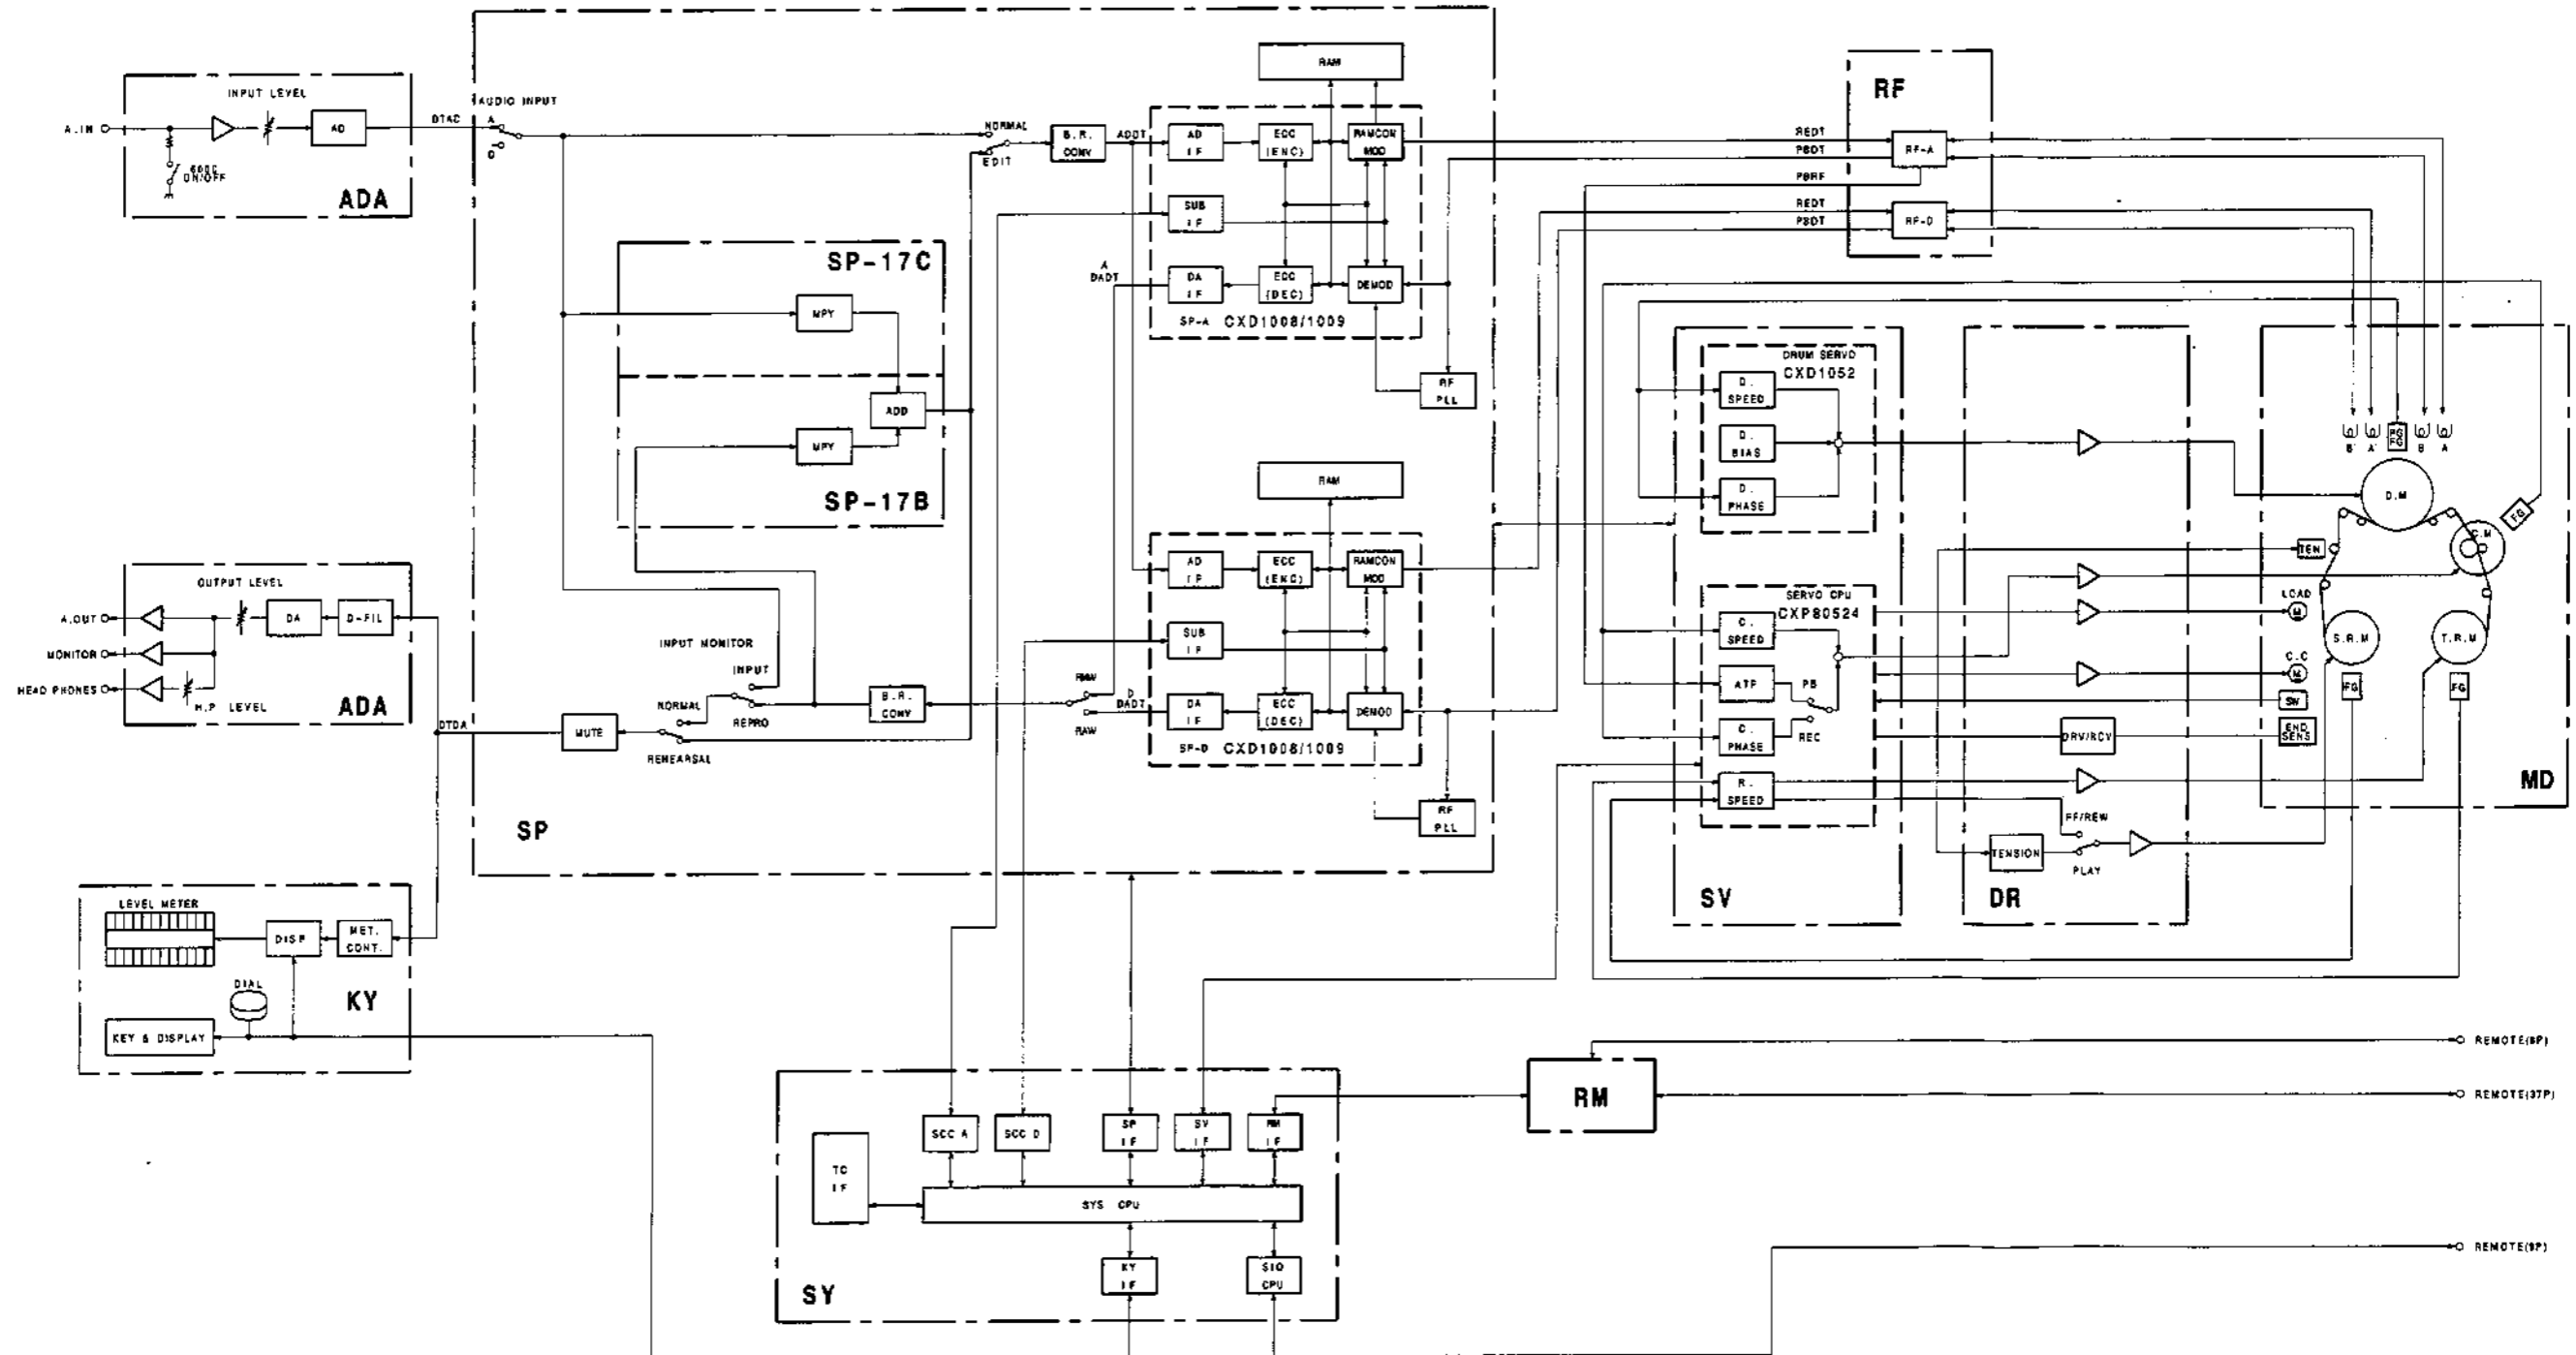 INPUT LEVEL
A.IN
AD
ON/OFF
ADA
DTAD
AUDIO INPUT
A
D
NORMAL
EDIT
B.R.
CONV
ADDT
RAM
AD
I F
ECC
(ENC)
RAMCON
MOD
SUB
I F
A
DADT
DA
I F
ECC
(DEC)
DEMOD
SP-A CXD1008/1009
RF
PLL
SP-17C
MPY
ADD
MPY
SP-17B
RAM
AD
I F
ECC
(ENC)
RAMCON
MOD
SUB
I F
D
DADT
DA
I F
ECC
(DEC)
DEMOD
SP-D CXD1008/1009
RF
PLL
RMW
RAW
B.R.
CONV
INPUT MONITOR
INPUT
REPRO
NORMAL
REHEARSAL
MUTE
DTDA
SP
OUTPUT LEVEL
A.OUT
DA
D-FIL
MONITOR
HEAD PHONES
H.P LEVEL
ADA
LEVEL METER
DISP
MET.
CONT.
DIAL
KEY & DISPLAY
KY
RF
REDT
PBDT
RF-A
PBRF
REDT
PBDT
RF-D
DRUM SERVO
CXD1052
D.
SPEED
D.
BIAS
D.
PHASE
SERVO CPU
CXP80524
C.
SPEED
ATF
PB
C.
PHASE
REC
R.
SPEED
SV
DRV/RCV
FF/REW
TENSION
PLAY
DR
B'
A'
PG
FG
B
A
D.M
FG
C.M
TEN
LOAD
M
S.R.M
T.R.M
C.C
M
FG
FG
SW
END
SENS
MD
SCC A
SCC D
SP
I F
SV
I F
RM
I F
TC
I F
SYS CPU
KY
I F
SIO
CPU
SY
RM
REMOTE(8P)
REMOTE(37P)
REMOTE(9P)